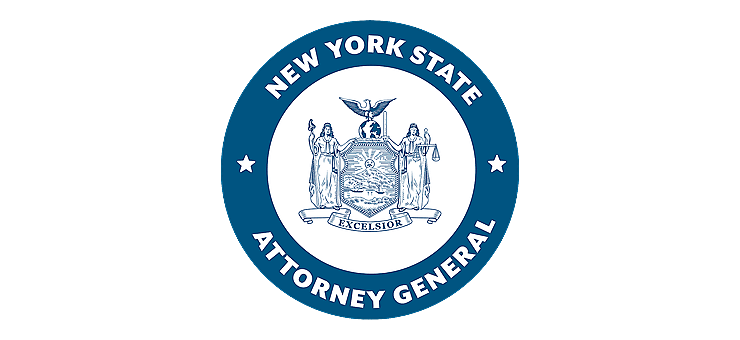 NEW YORK STATE
EXCELSIOR
ATTORNEY GENERAL